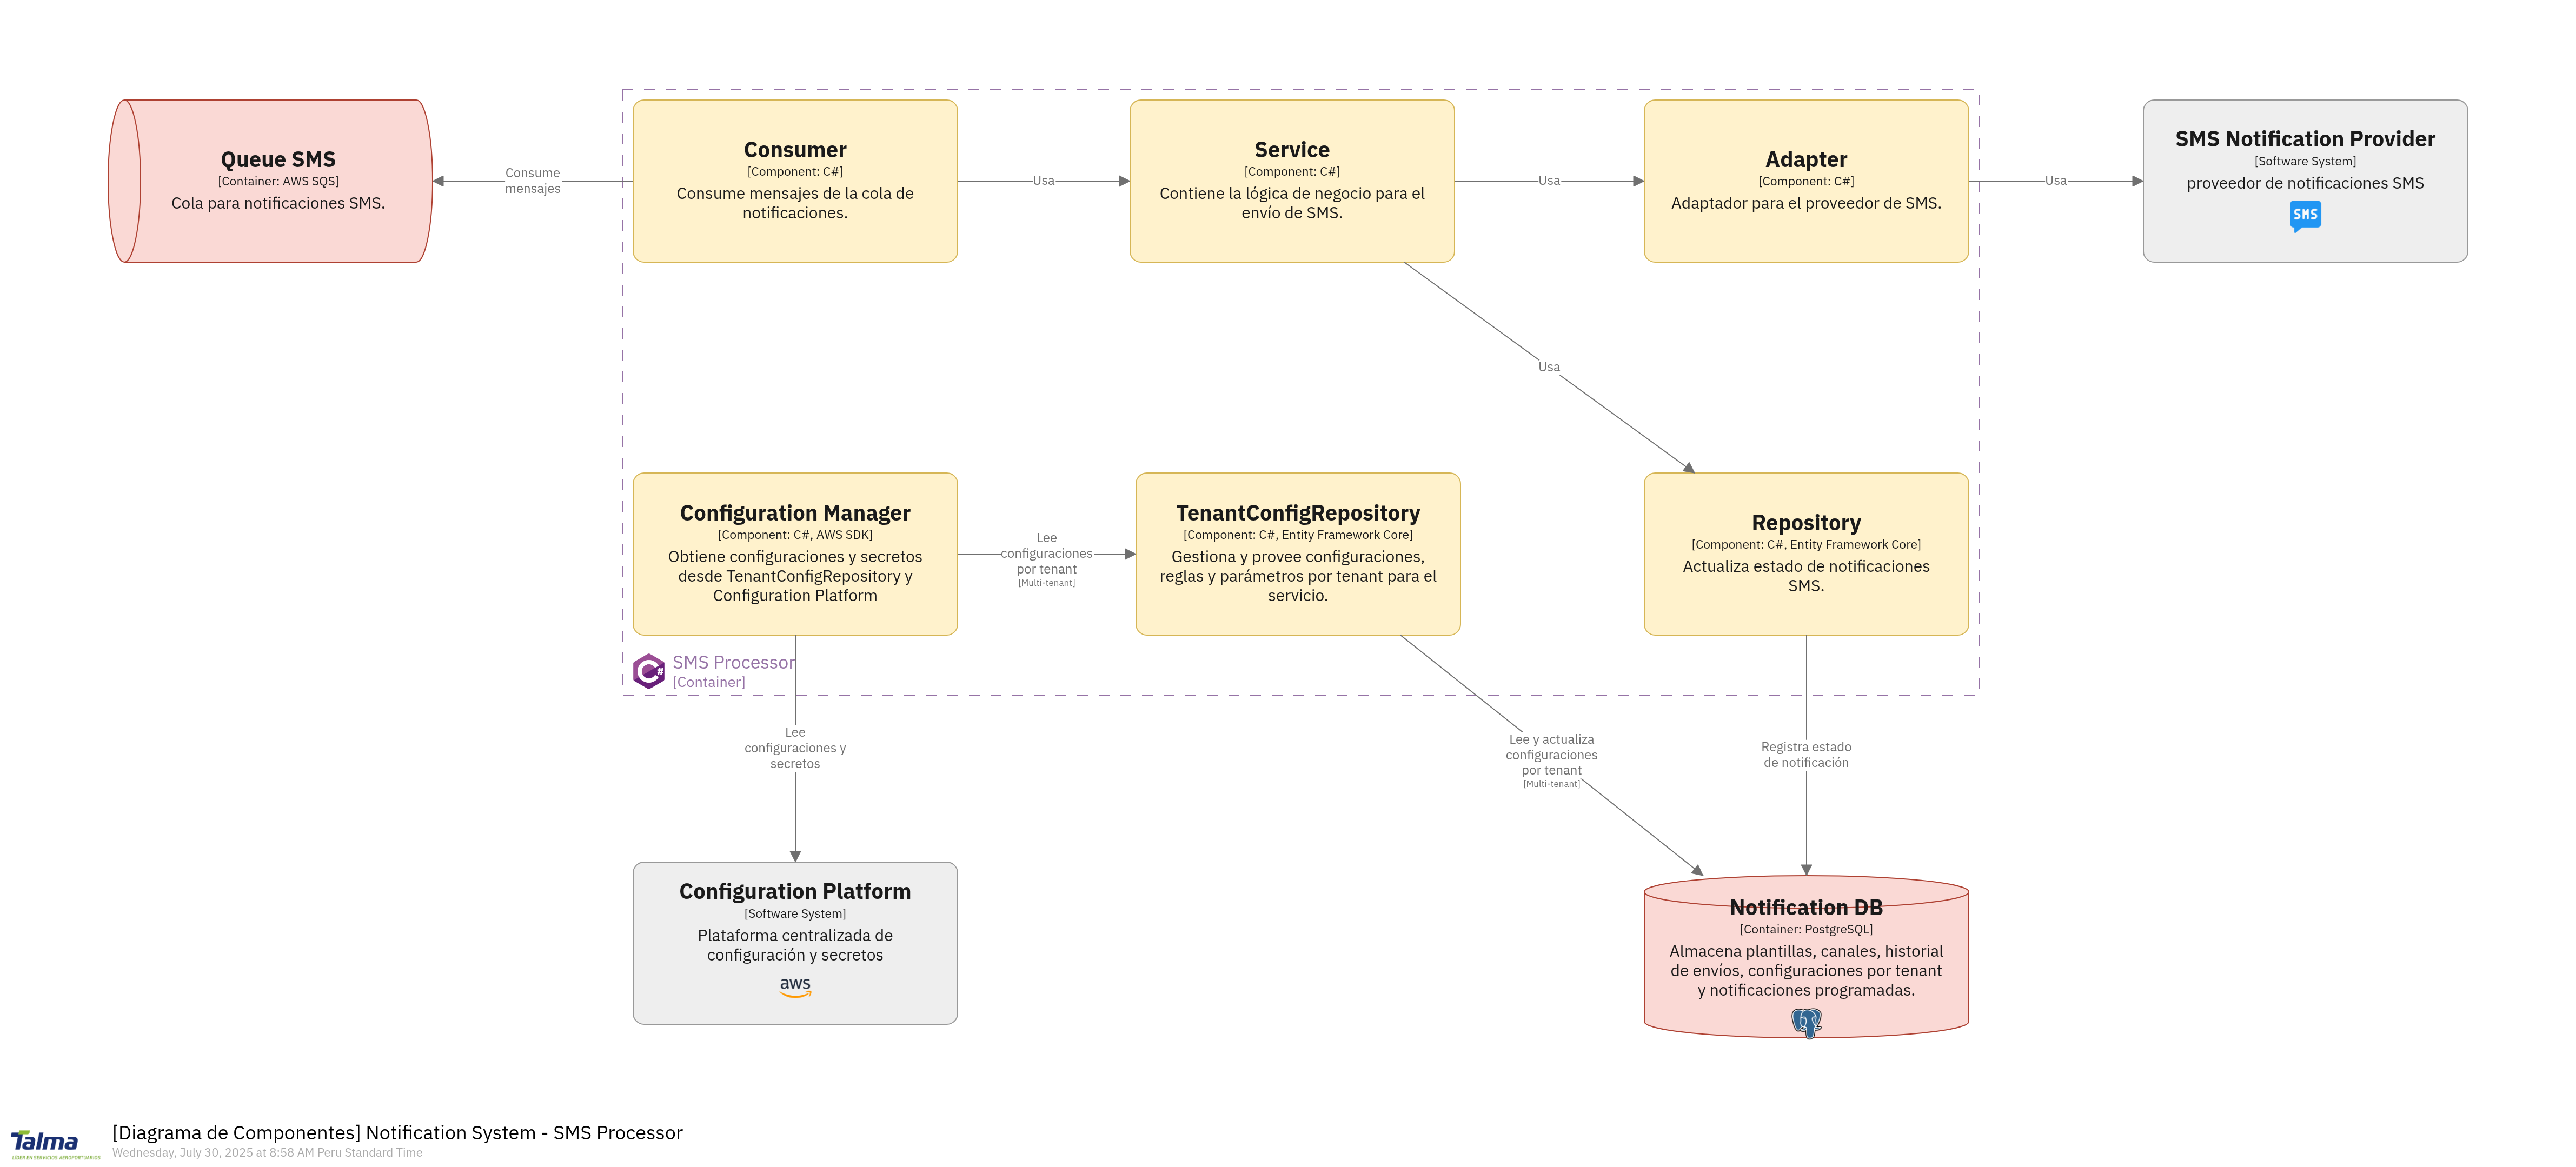 Queue SMS
[Container: AWS SQS]
Cola para notificaciones SMS.
Consume
mensajes
Consumer
[Component: C#]
Consume mensajes de la cola de
notificaciones.
Usa
Service
[Component: C#]
Contiene la lógica de negocio para el
envío de SMS.
Usa
Adapter
[Component: C#]
Adaptador para el proveedor de SMS.
Usa
SMS Notification Provider
[Software System]
proveedor de notificaciones SMS
SMS
Usa
Configuration Manager
[Component: C#, AWS SDK]
Obtiene configuraciones y secretos
desde TenantConfigRepository y
Configuration Platform
Lee
configuraciones
por tenant
[Multi-tenant]
TenantConfigRepository
[Component: C#, Entity Framework Core]
Gestiona y provee configuraciones,
reglas y parámetros por tenant para el
servicio.
Repository
[Component: C#, Entity Framework Core]
Actualiza estado de notificaciones
SMS.
C#
SMS Processor
[Container]
Lee
configuraciones y
secretos
Lee y actualiza
configuraciones
por tenant
[Multi-tenant]
Registra estado
de notificación
Configuration Platform
[Software System]
Plataforma centralizada de
configuración y secretos
aws
Notification DB
[Container: PostgreSQL]
Almacena plantillas, canales, historial
de envíos, configuraciones por tenant
y notificaciones programadas.
Talma
LÍDER EN SERVICIOS AEROPORTUARIOS
[Diagrama de Componentes] Notification System - SMS Processor
Wednesday, July 30, 2025 at 8:58 AM Peru Standard Time